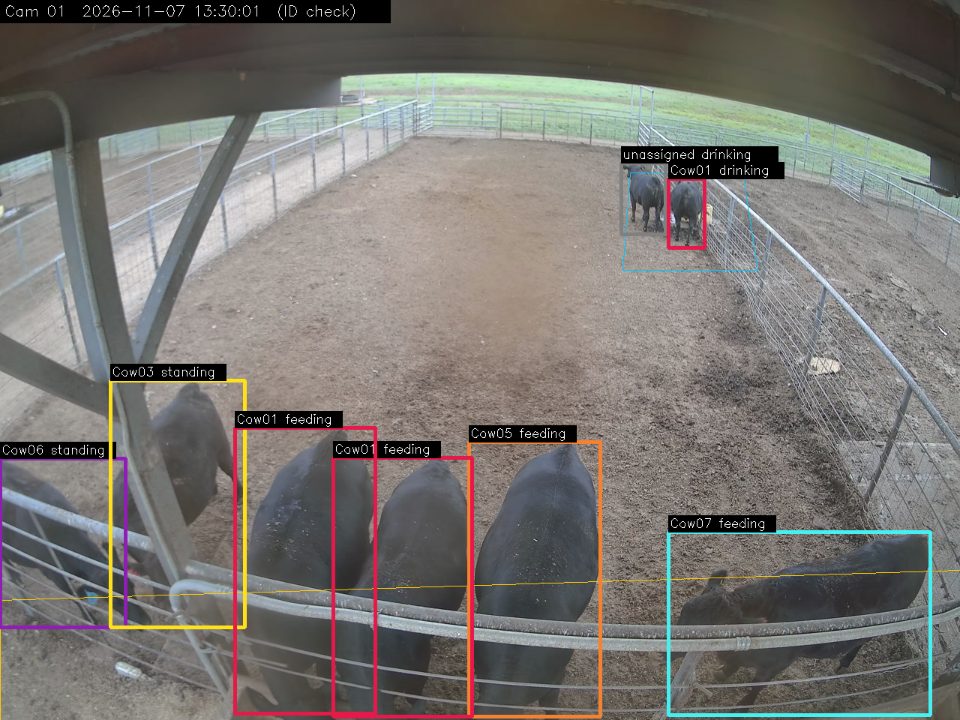 Cam 01 2026-11-07 13:30:01 (ID check)
unassigned drinking
Cow01 drinking
Cow03 standing
Cow01 feeding
Cow05 feeding
Cow06 standing
Cow01 feeding
Cow07 feeding